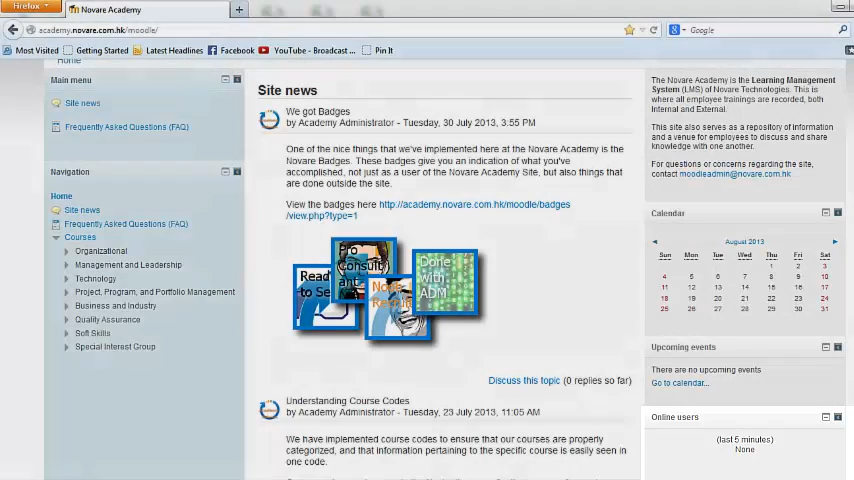 Firefox
Novare Academy
academy.novare.com.hk/moodle/
Google
Most Visited
Getting Started
Latest Headlines
Facebook
YouTube - Broadcast ...
Pin It
Home
Main menu
Site news
Frequently Asked Questions (FAQ)
Navigation
Home
Site news
Frequently Asked Questions (FAQ)
Courses
Organizational
Management and Leadership
Technology
Project, Program, and Portfolio Management
Business and Industry
Quality Assurance
Soft Skills
Special Interest Group
Site news
We got Badges
by Academy Administrator - Tuesday, 30 July 2013, 3:55 PM
One of the nice things that we've implemented here at the Novare Academy is the
Novare Badges. These badges give you an indication of what you've
accomplished, not just as a user of the Novare Academy Site, but also things that
are done outside the site.
View the badges here http://academy.novare.com.hk/moodle/badges
/view.php?type=1
Read
to Se
Pro
Consult
anC
Done
with
ADM
Discuss this topic (0 replies so far)
Understanding Course Codes
by Academy Administrator - Tuesday, 23 July 2013, 11:05 AM
We have implemented course codes to ensure that our courses are properly
categorized, and that information pertaining to the specific course is easily seen in
one code.
The Novare Academy is the Learning Management
System (LMS) of Novare Technologies. This is
where all employee trainings are recorded, both
Internal and External.
This site also serves as a repository of information
and a venue for employees to discuss and share
knowledge with one another.
For questions or concerns regarding the site,
contact moodleadmin@novare.com.hk
Calendar
August 2013
Sun Mon Tue Wed Thu Fri Sat
1 2 3
4 5 6 7 8 9 10
11 12 13 14 15 16 17
18 19 20 21 22 23 24
25 26 27 28 29 30 31
Upcoming events
There are no upcoming events
Go to calendar...
Online users
(last 5 minutes)
None